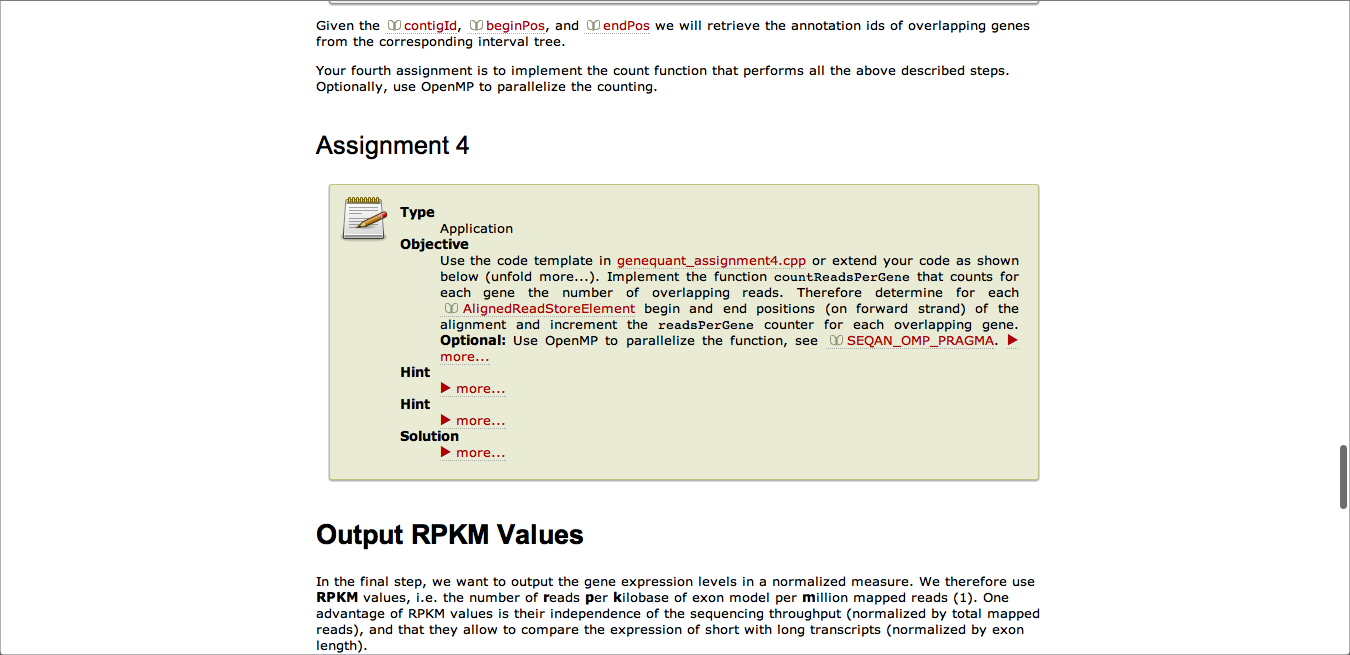 Given the contigId, beginPos, and endPos we will retrieve the annotation ids of overlapping genes
from the corresponding interval tree.
Your fourth assignment is to implement the count function that performs all the above described steps.
Optionally, use OpenMP to parallelize the counting.
Assignment 4
Type
Application
Objective
Use the code template in genequant_assignment4.cpp or extend your code as shown
below (unfold more...). Implement the function countReadsPerGene that counts for
each gene the number of overlapping reads. Therefore determine for each
AlignedReadStoreElement begin and end positions (on forward strand) of the
alignment and increment the readsPerGene counter for each overlapping gene.
Optional: Use OpenMP to parallelize the function, see SEQAN_OMP_PRAGMA. ▶
more...
Hint
▶ more...
Hint
▶ more...
Solution
▶ more...
Output RPKM Values
In the final step, we want to output the gene expression levels in a normalized measure. We therefore use
RPKM values, i.e. the number of reads per kilobase of exon model per million mapped reads (1). One
advantage of RPKM values is their independence of the sequencing throughput (normalized by total mapped
reads), and that they allow to compare the expression of short with long transcripts (normalized by exon
length).